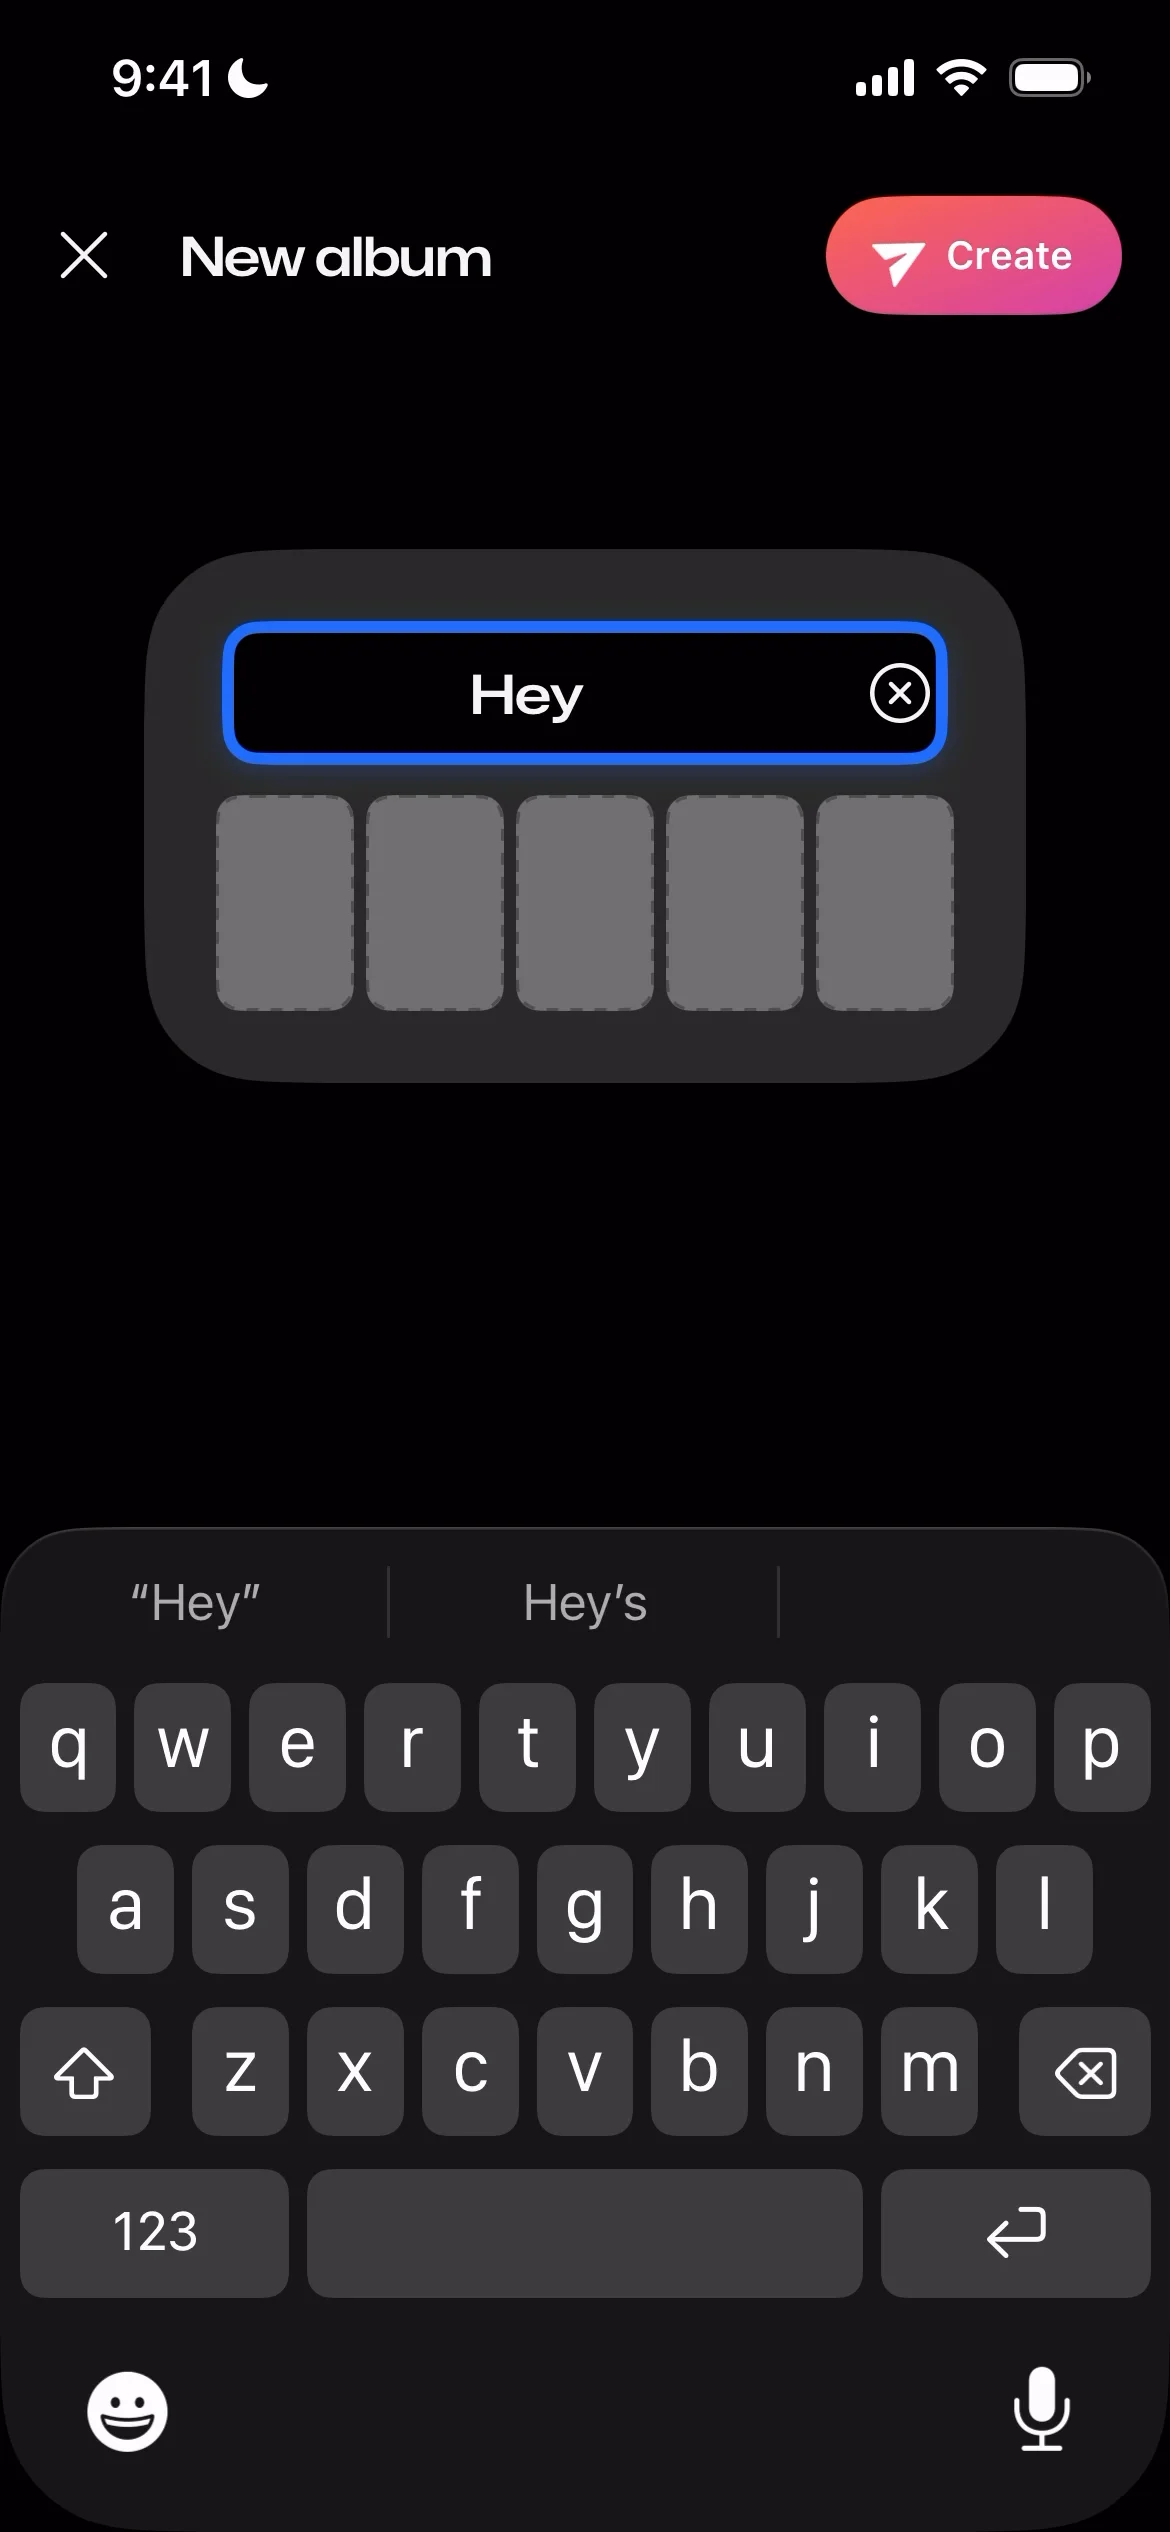 9:41
New album
Create
Hey
“Hey” Hey’s
q w e r t y u i o p
a s d f g h j k l
z x c v b n m
123